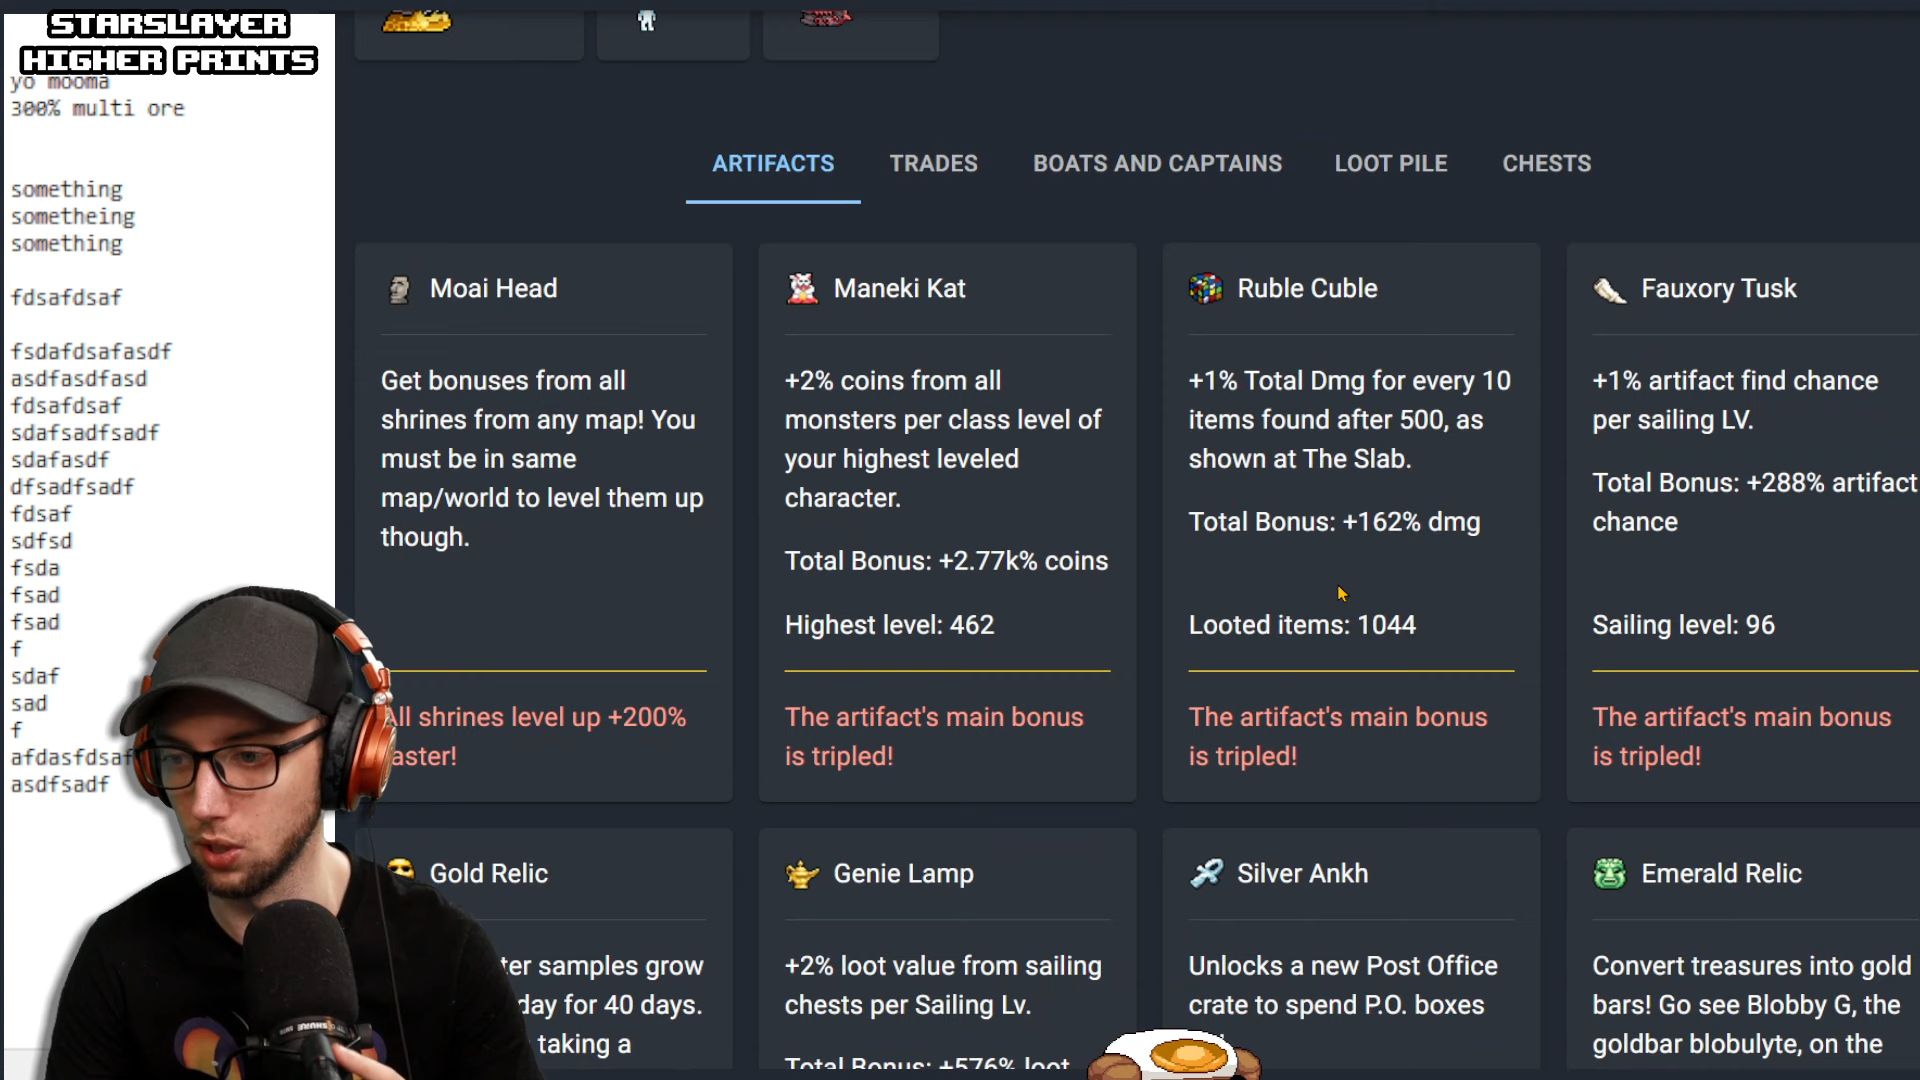 STARSLAYER
HIGHER PRINTS
yo mooma
300% multi ore
something
sometheing
something
fdsafdsaf
fsdafdsafasdf
asdfasdfasd
fdsafdsaf
sdafsadfsadf
sdafasdf
dfsadfsadf
fdsaf
sdfsd
fsda
fsad
fsad
f
sdaf
sad
f
afdasfdsaf
asdfsadf
ARTIFACTS
TRADES
BOATS AND CAPTAINS
LOOT PILE
CHESTS
Moai Head
Get bonuses from all
shrines from any map! You
must be in same
map/world to level them up
though.
All shrines level up +200%
faster!
Maneki Kat
+2% coins from all
monsters per class level of
your highest leveled
character.
Total Bonus: +2.77k% coins
Highest level: 462
The artifact's main bonus
is tripled!
Ruble Cuble
+1% Total Dmg for every 10
items found after 500, as
shown at The Slab.
Total Bonus: +162% dmg
Looted items: 1044
The artifact's main bonus
is tripled!
Fauxory Tusk
+1% artifact find chance
per sailing LV.
Total Bonus: +288% artifact
chance
Sailing level: 96
The artifact's main bonus
is tripled!
Gold Relic
samples grow
day for 40 days.
taking a
Genie Lamp
+2% loot value from sailing
chests per Sailing Lv.
Total Bonus: +576% loot
Silver Ankh
Unlocks a new Post Office
crate to spend P.O. boxes
Emerald Relic
Convert treasures into gold
bars! Go see Blobby G, the
goldbar blobulyte, on the